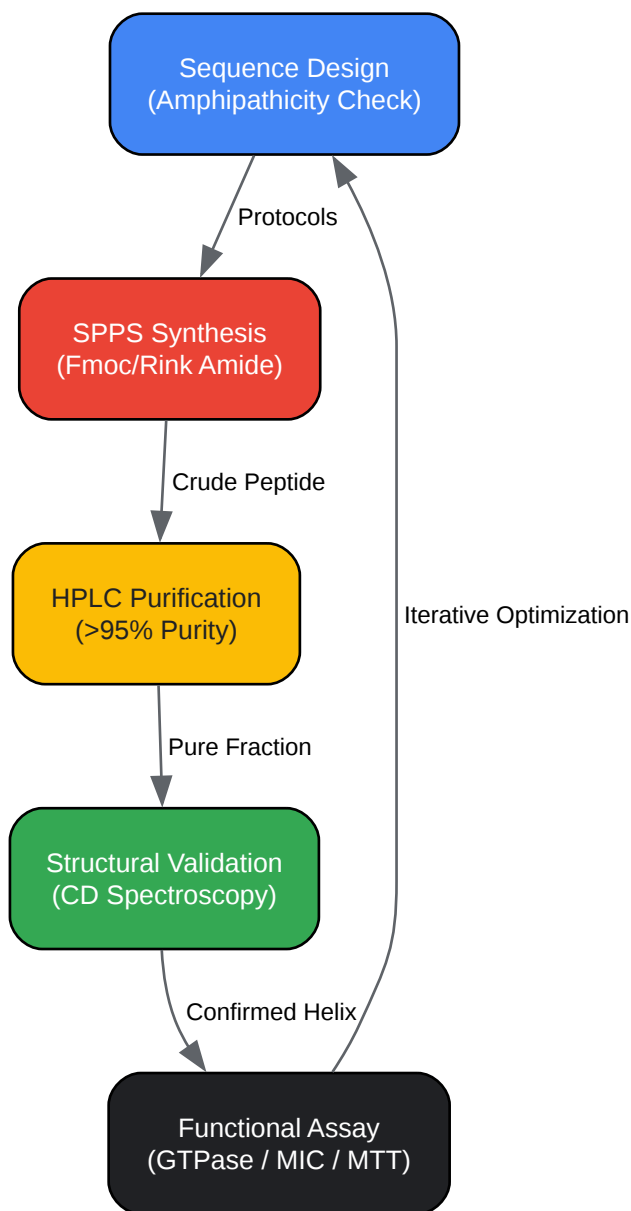 Sequence Design
(Amphipathicity Check)
Protocols
SPPS Synthesis
(Fmoc/Rink Amide)
Crude Peptide
HPLC Purification
(>95% Purity)
Iterative Optimization
Pure Fraction
Structural Validation
(CD Spectroscopy)
Confirmed Helix
Functional Assay
(GTPase / MIC / MTT)